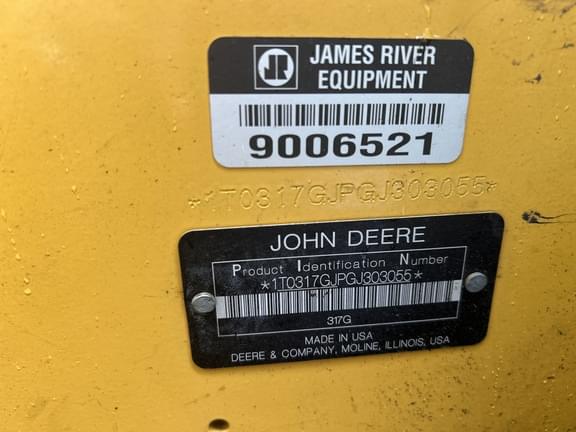 JAMES RIVER
EQUIPMENT
9006521
*1T0317GJPGJ303055*
JOHN DEERE
Product Identification Number
*1T0317GJPGJ303055*
317G
MADE IN USA
DEERE & COMPANY, MOLINE, ILLINOIS, USA